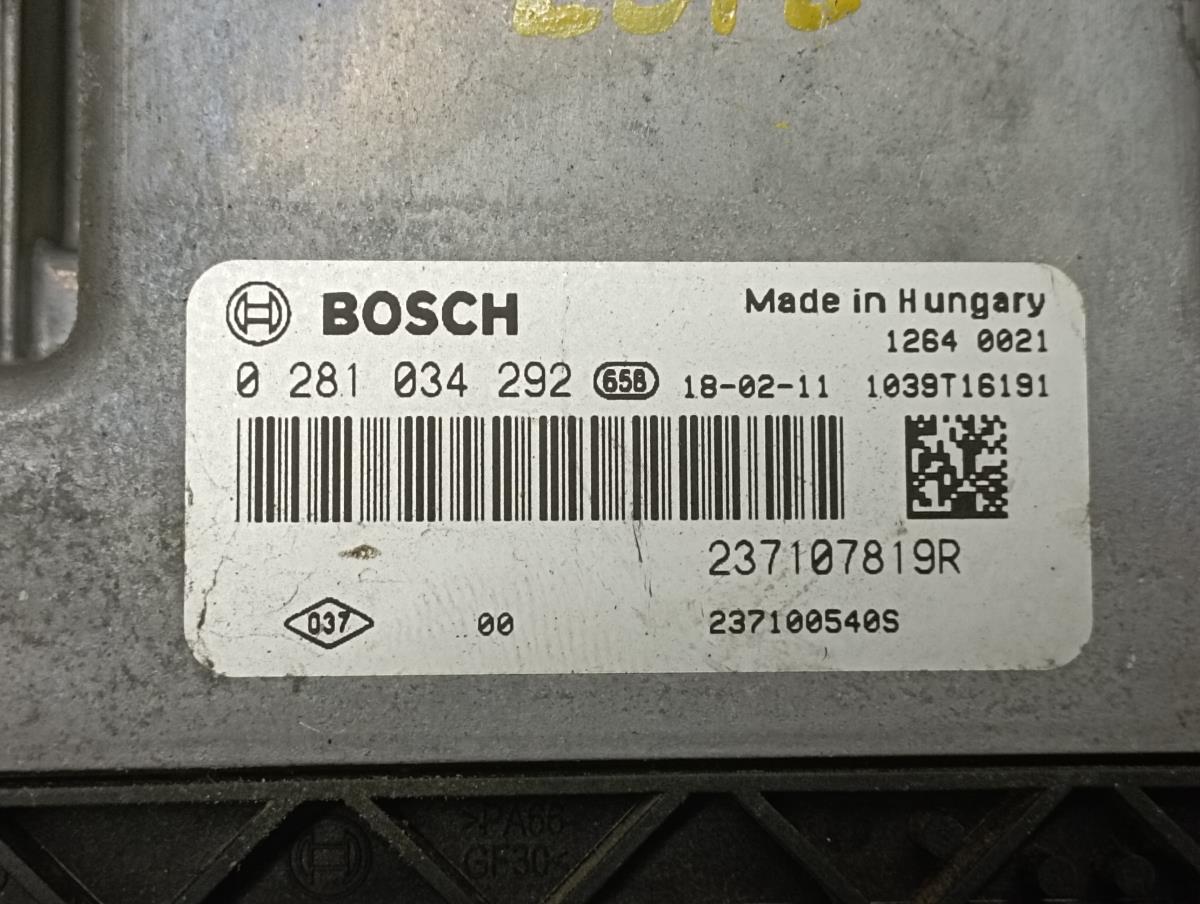 BOSCH
Made in Hungary
1264 0021
0 281 034 292 65B 18-02-11 1039T16191
237107819R
037 00 237100540S
>PA66
GF30<